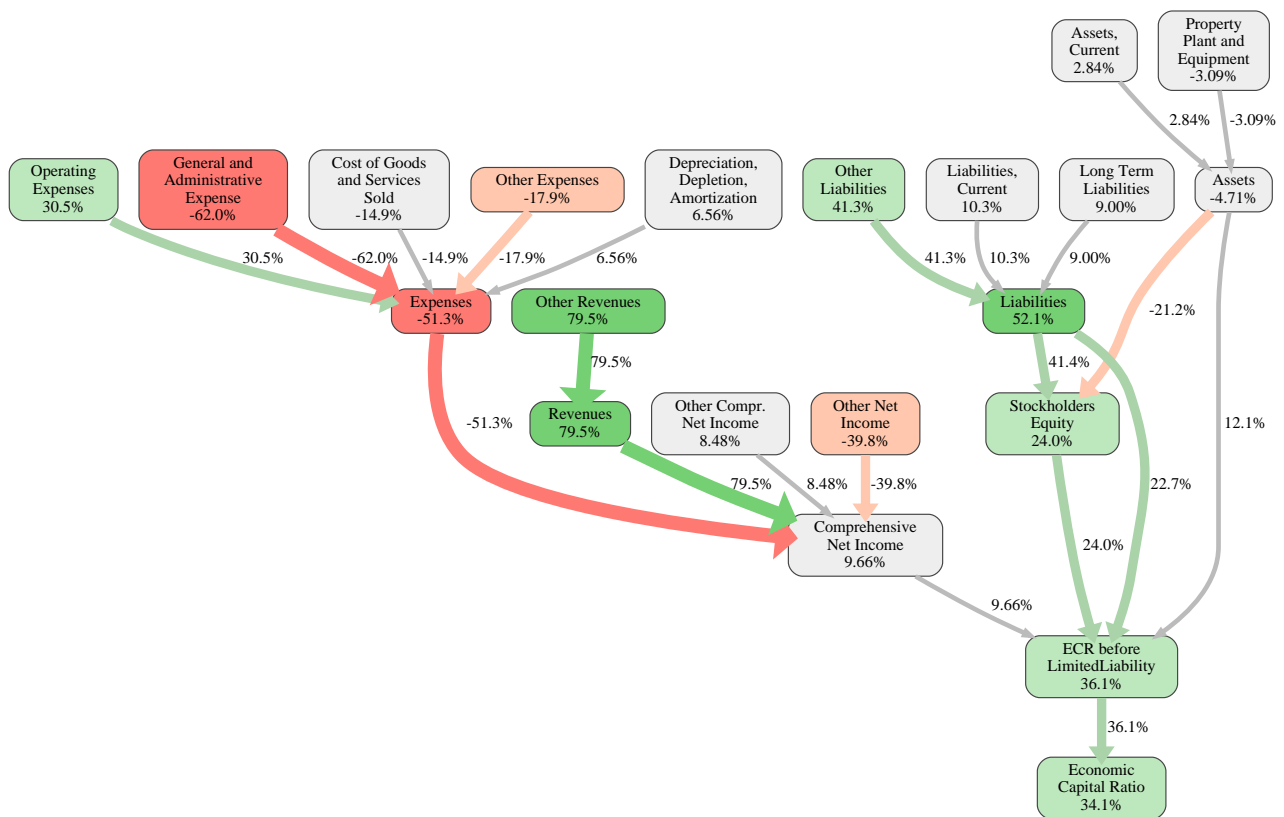 Assets,
Current
2.84%
Property
Plant and
Equipment
-3.09%
2.84%
-3.09%
Operating
Expenses
30.5%
General and
Administrative
Expense
-62.0%
Cost of Goods
and Services
Sold
-14.9%
Other Expenses
-17.9%
Depreciation,
Depletion,
Amortization
6.56%
Other
Liabilities
41.3%
Liabilities,
Current
10.3%
Long Term
Liabilities
9.00%
Assets
-4.71%
30.5%
-62.0%
-14.9%
-17.9%
6.56%
41.3%
10.3%
9.00%
Expenses
-51.3%
Other Revenues
79.5%
Liabilities
52.1%
-21.2%
79.5%
41.4%
Revenues
79.5%
Other Compr.
Net Income
8.48%
Other Net
Income
-39.8%
Stockholders
Equity
24.0%
-51.3%
12.1%
79.5%
8.48%
-39.8%
22.7%
Comprehensive
Net Income
9.66%
24.0%
9.66%
ECR before
LimitedLiability
36.1%
36.1%
Economic
Capital Ratio
34.1%